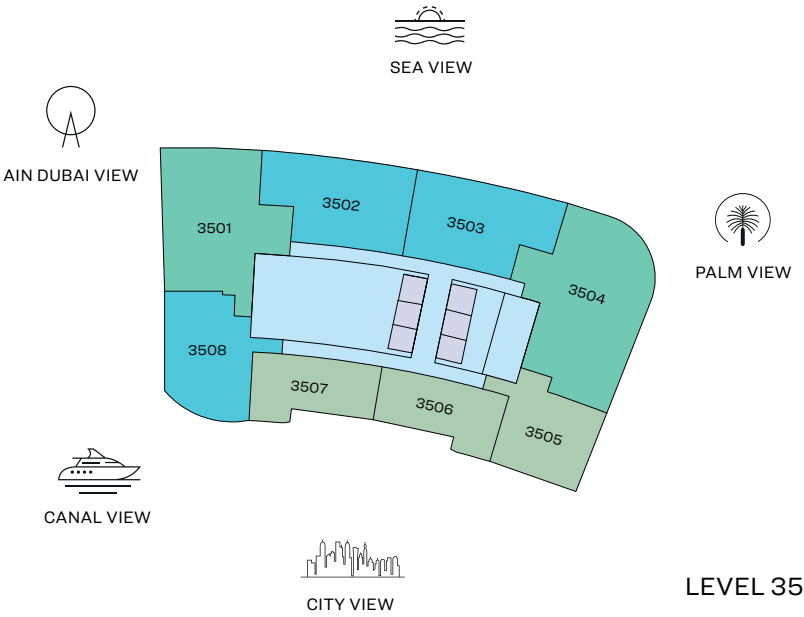 SEA VIEW
AIN DUBAI VIEW
3501
3502
3503
PALM VIEW
3504
3508
3507
3506
3505
CANAL VIEW
CITY VIEW
LEVEL 35